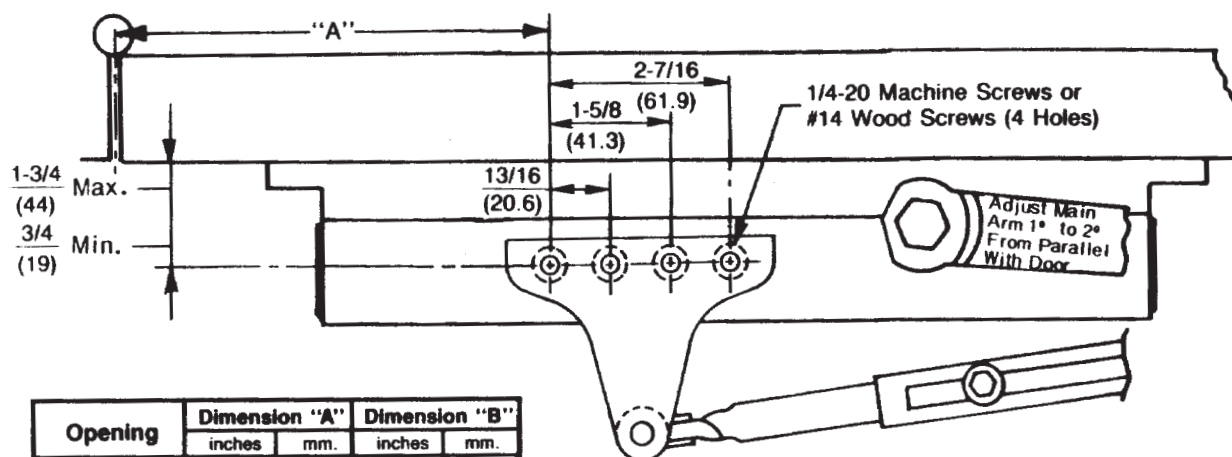 “A”
2-7/16
(61.9)
1-5/8
(41.3)
13/16
(20.6)
1/4-20 Machine Screws or
#14 Wood Screws (4 Holes)
1-3/4 Max.
(44)
3/4 Min.
(19)
Adjust Main
Arm 1° to 2°
From Parallel
With Door
Opening
Dimension “A” Dimension “B”
inches mm. inches mm.